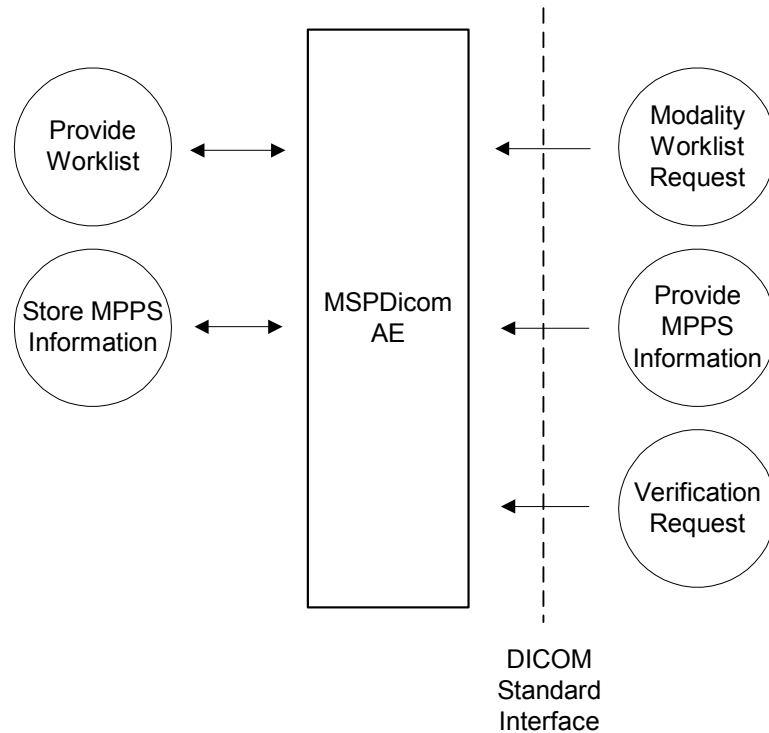 Provide
Worklist
Store MPPS
Information
MSPDicom
AE
Modality
Worklist
Request
Provide
MPPS
Information
Verification
Request
DICOM
Standard
Interface